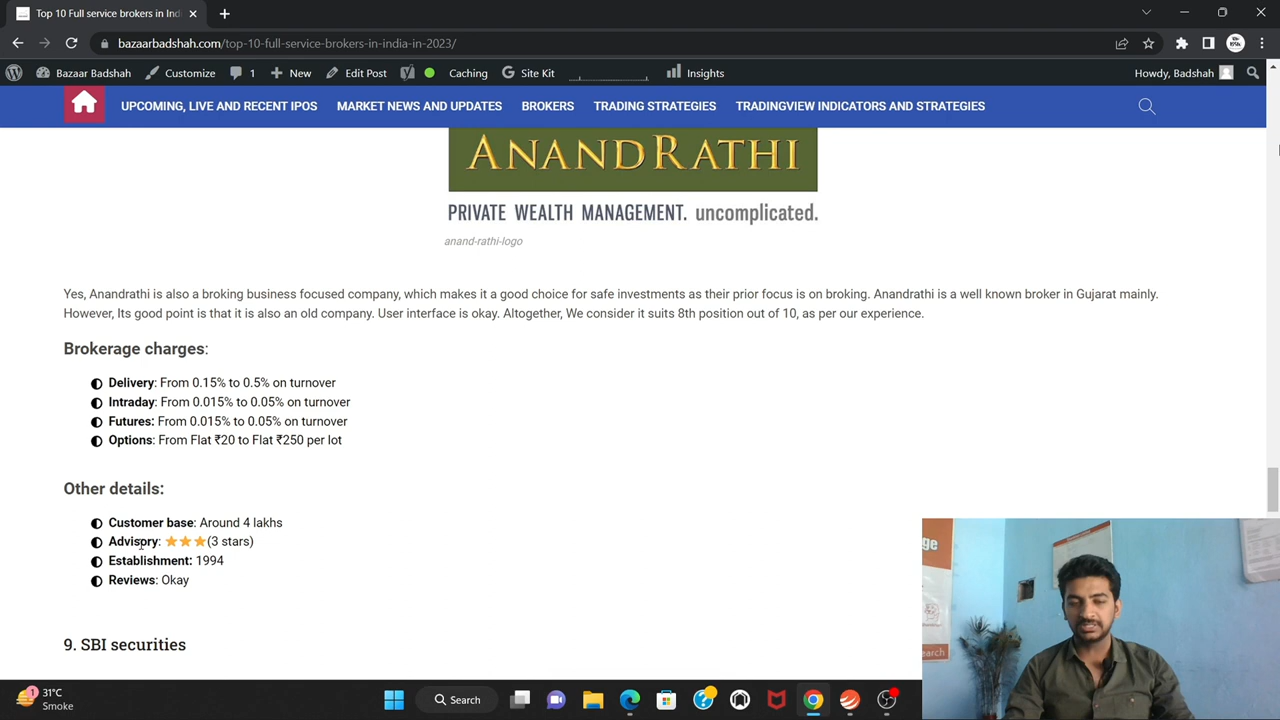 Top 10 Full service brokers in Indi
bazaarbadshah.com/top-10-full-service-brokers-in-india-in-2023/
Bazaar Badshah Customize 1 New Edit Post Caching Site Kit Insights Howdy, Badshah
UPCOMING, LIVE AND RECENT IPOS MARKET NEWS AND UPDATES BROKERS TRADING STRATEGIES TRADINGVIEW INDICATORS AND STRATEGIES
ANANDRATHI
PRIVATE WEALTH MANAGEMENT. uncomplicated.
anand-rathi-logo
Yes, Anandrathi is also a broking business focused company, which makes it a good choice for safe investments as their prior focus is on broking. Anandrathi is a well known broker in Gujarat mainly.
However, Its good point is that it is also an old company. User interface is okay. Altogether, We consider it suits 8th position out of 10, as per our experience.
Brokerage charges:
Delivery: From 0.15% to 0.5% on turnover
Intraday: From 0.015% to 0.05% on turnover
Futures: From 0.015% to 0.05% on turnover
Options: From Flat ₹20 to Flat ₹250 per lot
Other details:
Customer base: Around 4 lakhs
Advisory: ⭐⭐⭐(3 stars)
Establishment: 1994
Reviews: Okay
9. SBI securities
ge
earch
1
31°C
Smoke
Search